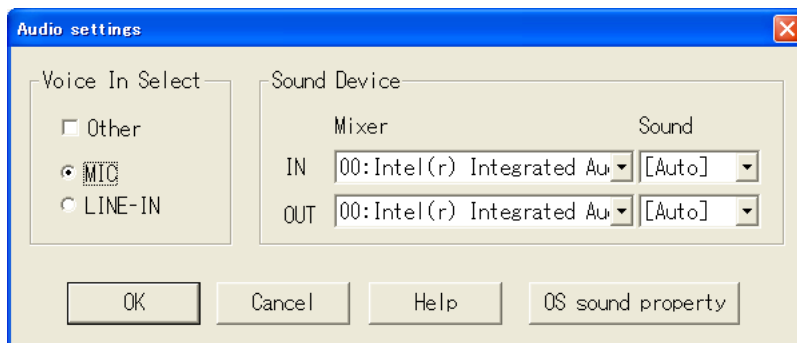 Audio settings
Voice In Select
Other
MIC
LINE-IN
Sound Device
Mixer Sound
IN 00:Intel(r) Integrated Au [Auto]
OUT 00:Intel(r) Integrated Au [Auto]
OK Cancel Help OS sound property